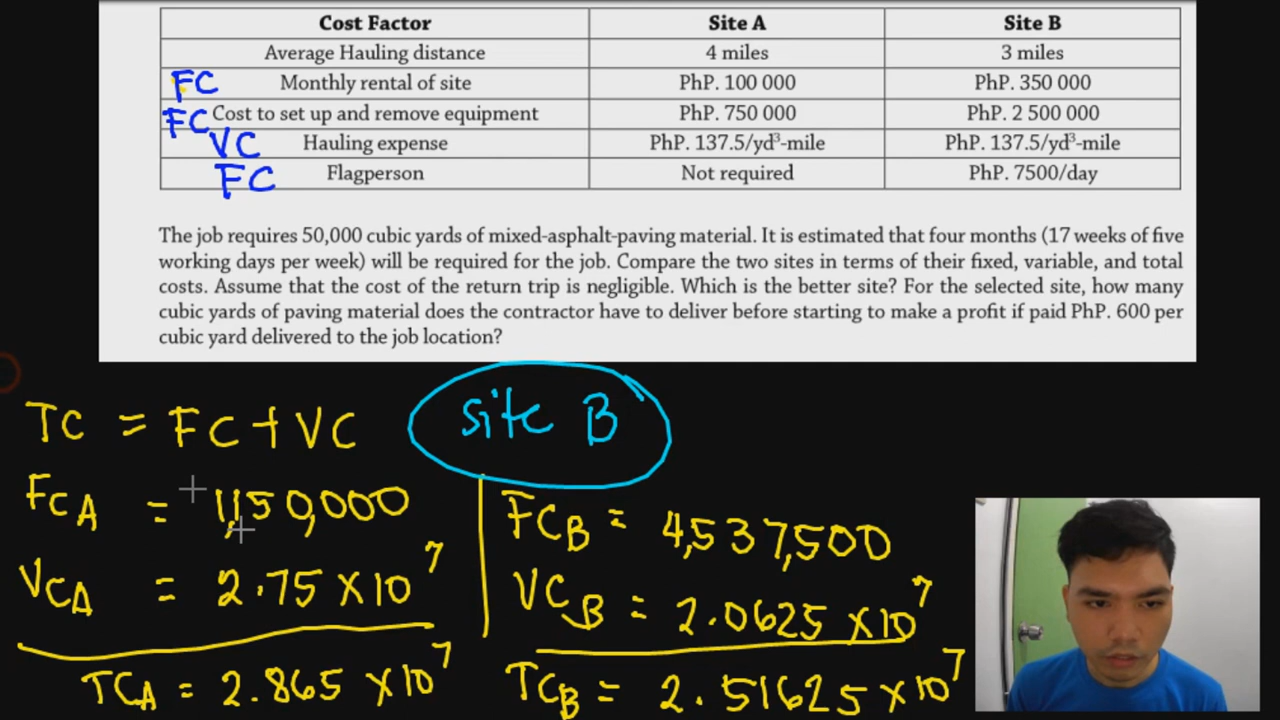 Cost Factor Site A Site B
Average Hauling distance 4 miles 3 miles
FC Monthly rental of site PhP. 100 000 PhP. 350 000
FC Cost to set up and remove equipment PhP. 750 000 PhP. 2 500 000
VC Hauling expense PhP. 137.5/yd³-mile PhP. 137.5/yd³-mile
FC Flagperson Not required PhP. 7500/day
The job requires 50,000 cubic yards of mixed-asphalt-paving material. It is estimated that four months (17 weeks of five
working days per week) will be required for the job. Compare the two sites in terms of their fixed, variable, and total
costs. Assume that the cost of the return trip is negligible. Which is the better site? For the selected site, how many
cubic yards of paving material does the contractor have to deliver before starting to make a profit if paid PhP. 600 per
cubic yard delivered to the job location?
TC = FC + VC
site B
FCA = 1,150,000
VCA = 2.75 x 10⁷
TCA = 2.865 x 10⁷
FCB = 4,537,500
VCB = 2.0625 x 10⁷
TCB = 2.51625 x 10⁷